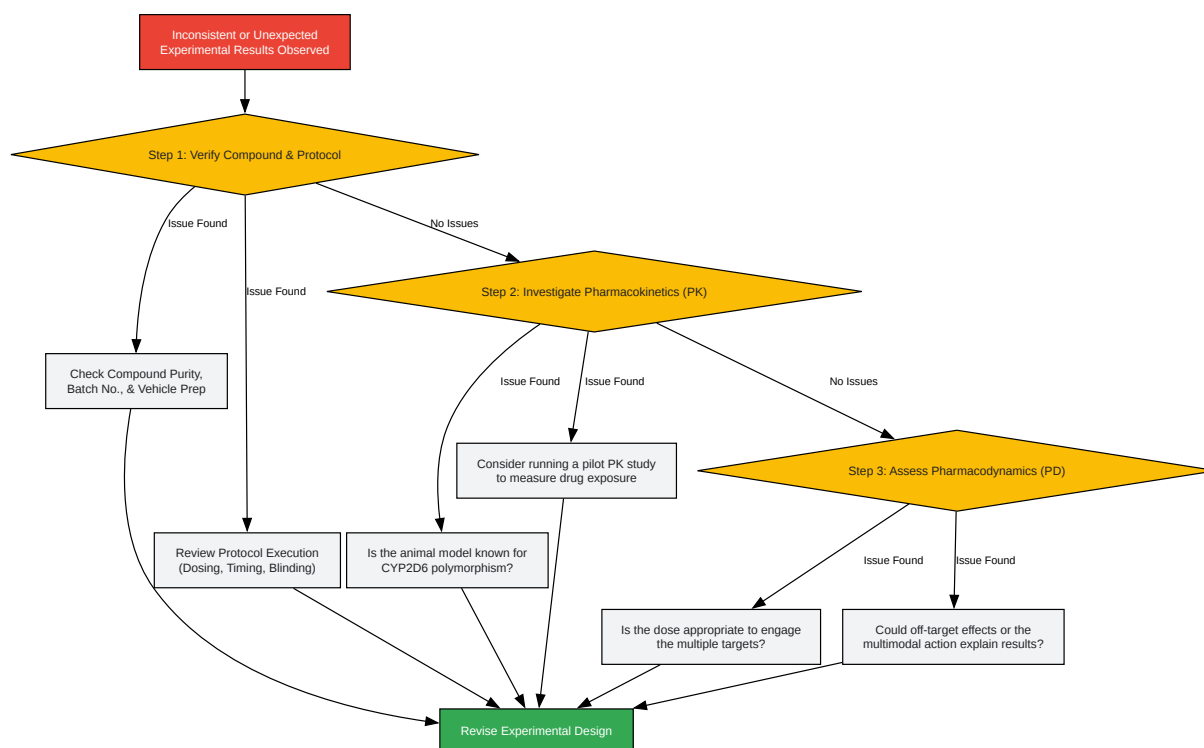 Inconsistent or Unexpected
Experimental Results Observed
Step 1: Verify Compound & Protocol
Issue Found
No Issues
Issue Found
Step 2: Investigate Pharmacokinetics (PK)
Check Compound Purity,
Batch No., & Vehicle Prep
Issue Found
Issue Found
No Issues
Consider running a pilot PK study
to measure drug exposure
Step 3: Assess Pharmacodynamics (PD)
Review Protocol Execution
(Dosing, Timing, Blinding)
Is the animal model known for
CYP2D6 polymorphism?
Issue Found
Issue Found
Is the dose appropriate to engage
the multiple targets?
Could off-target effects or the
multimodal action explain results?
Revise Experimental Design